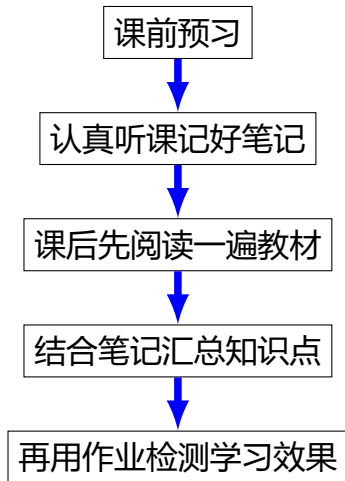 课前预习
认真听课记好笔记
课后先阅读一遍教材
结合笔记汇总知识点
再用作业检测学习效果